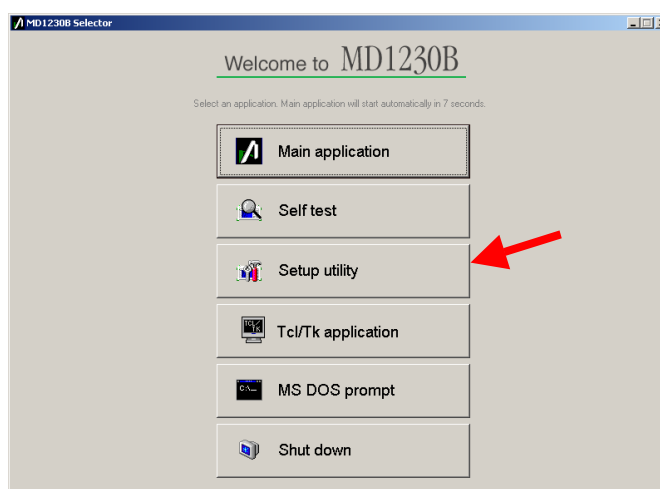 MD1230B Selector
Welcome to MD1230B
Select an application. Main application will start automatically in 7 seconds.
Main application
Self test
Setup utility
Tcl/Tk application
MS DOS prompt
Shut down